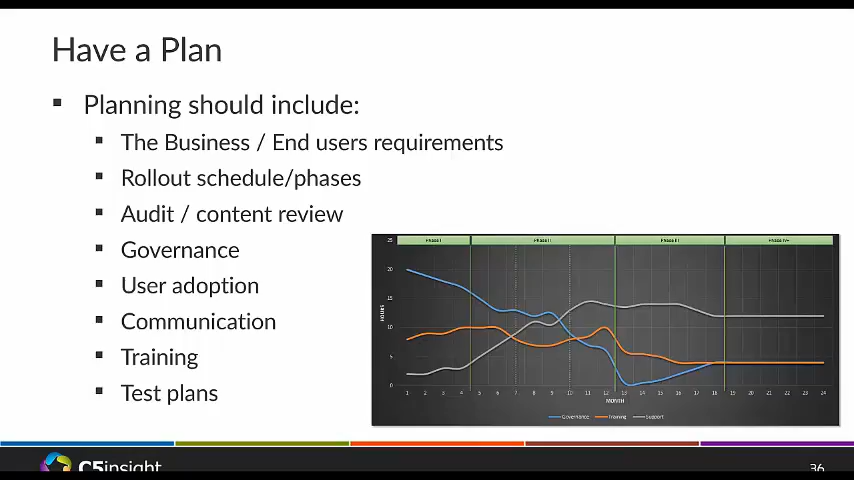 Have a Plan
Planning should include:
The Business / End users requirements
Rollout schedule/phases
Audit / content review
Governance
User adoption
Communication
Training
Test plans
PHASE I PHASE II PHASE III PHASE IV+
25
20
15
10
5
0
HOURS
1 2 3 4 5 6 7 8 9 10 11 12 13 14 15 16 17 18 19 20 21 22 23 24
MONTH
Governance Training Support
C5insight
36